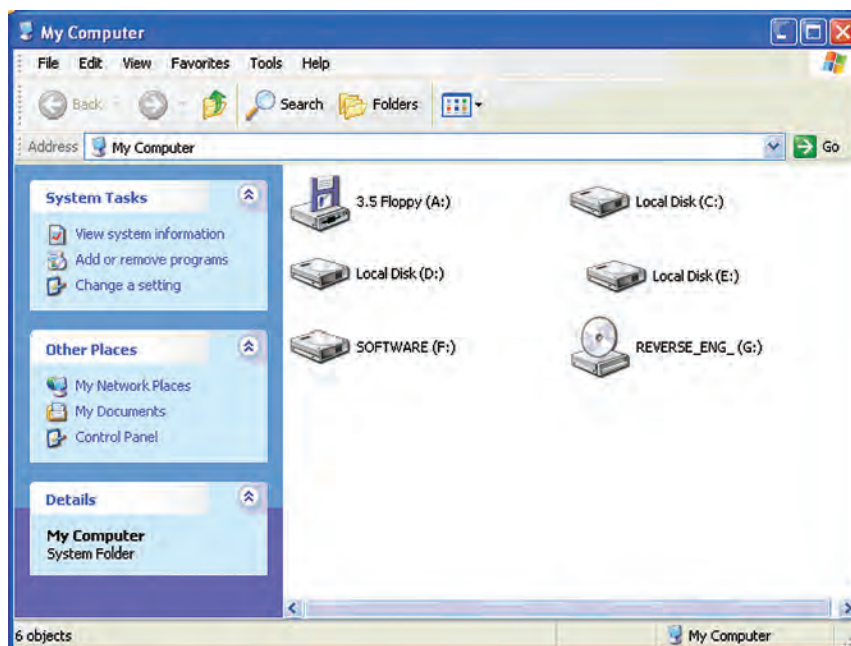 My Computer
File Edit View Favorites Tools Help
Back Search Folders
Address My Computer Go
System Tasks
View system information
Add or remove programs
Change a setting
Other Places
My Network Places
My Documents
Control Panel
Details
My Computer
System Folder
3.5 Floppy (A:) Local Disk (C:)
Local Disk (D:) Local Disk (E:)
SOFTWARE (F:) REVERSE_ENG_ (G:)
6 objects My Computer